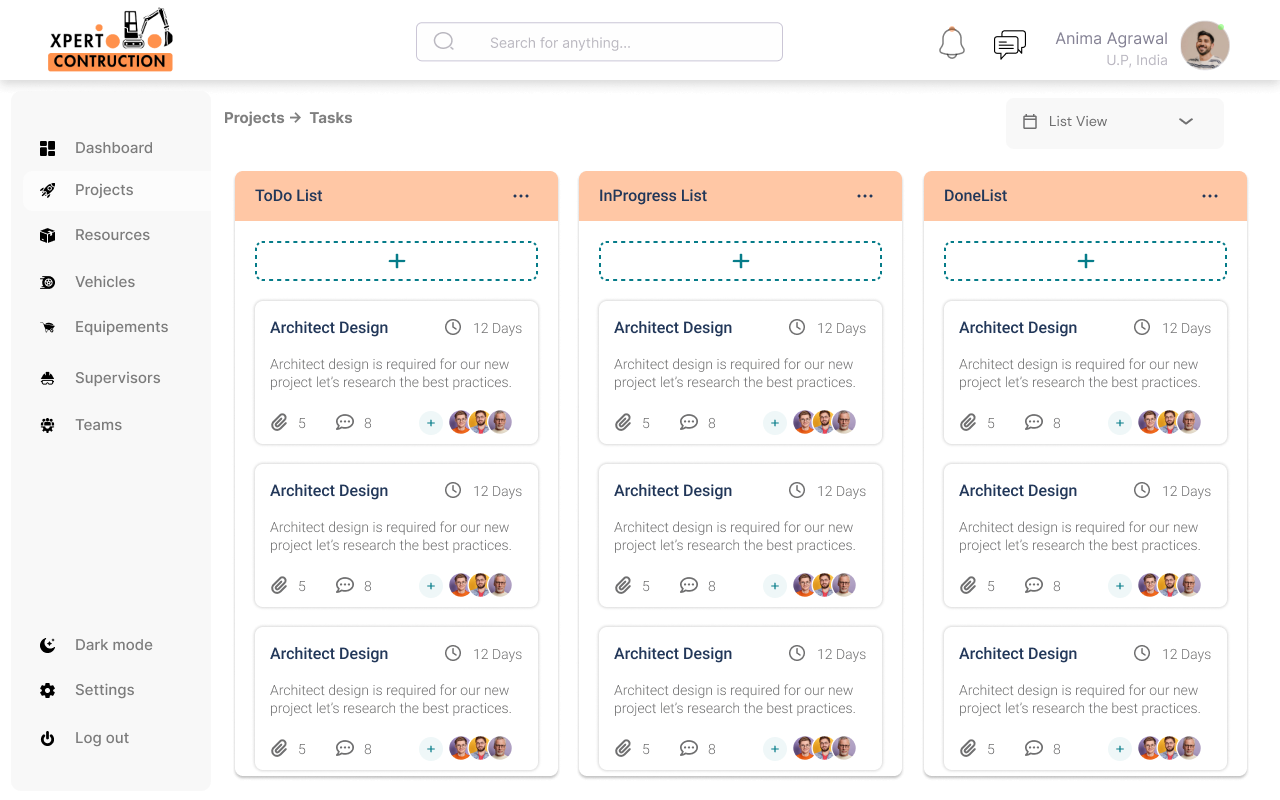 XPERT
CONTRUCTION
Search for anything...
Anima Agrawal
U.P, India
Dashboard
Projects
Resources
Vehicles
Equipements
Supervisors
Teams
Dark mode
Settings
Log out
Projects → Tasks
List View
ToDo List
Architect Design 12 Days
Architect design is required for our new
project let's research the best practices.
5 8 +
Architect Design 12 Days
Architect design is required for our new
project let's research the best practices.
5 8 +
Architect Design 12 Days
Architect design is required for our new
project let's research the best practices.
5 8 +
InProgress List
Architect Design 12 Days
Architect design is required for our new
project let's research the best practices.
5 8 +
Architect Design 12 Days
Architect design is required for our new
project let's research the best practices.
5 8 +
Architect Design 12 Days
Architect design is required for our new
project let's research the best practices.
5 8 +
DoneList
Architect Design 12 Days
Architect design is required for our new
project let's research the best practices.
5 8 +
Architect Design 12 Days
Architect design is required for our new
project let's research the best practices.
5 8 +
Architect Design 12 Days
Architect design is required for our new
project let's research the best practices.
5 8 +